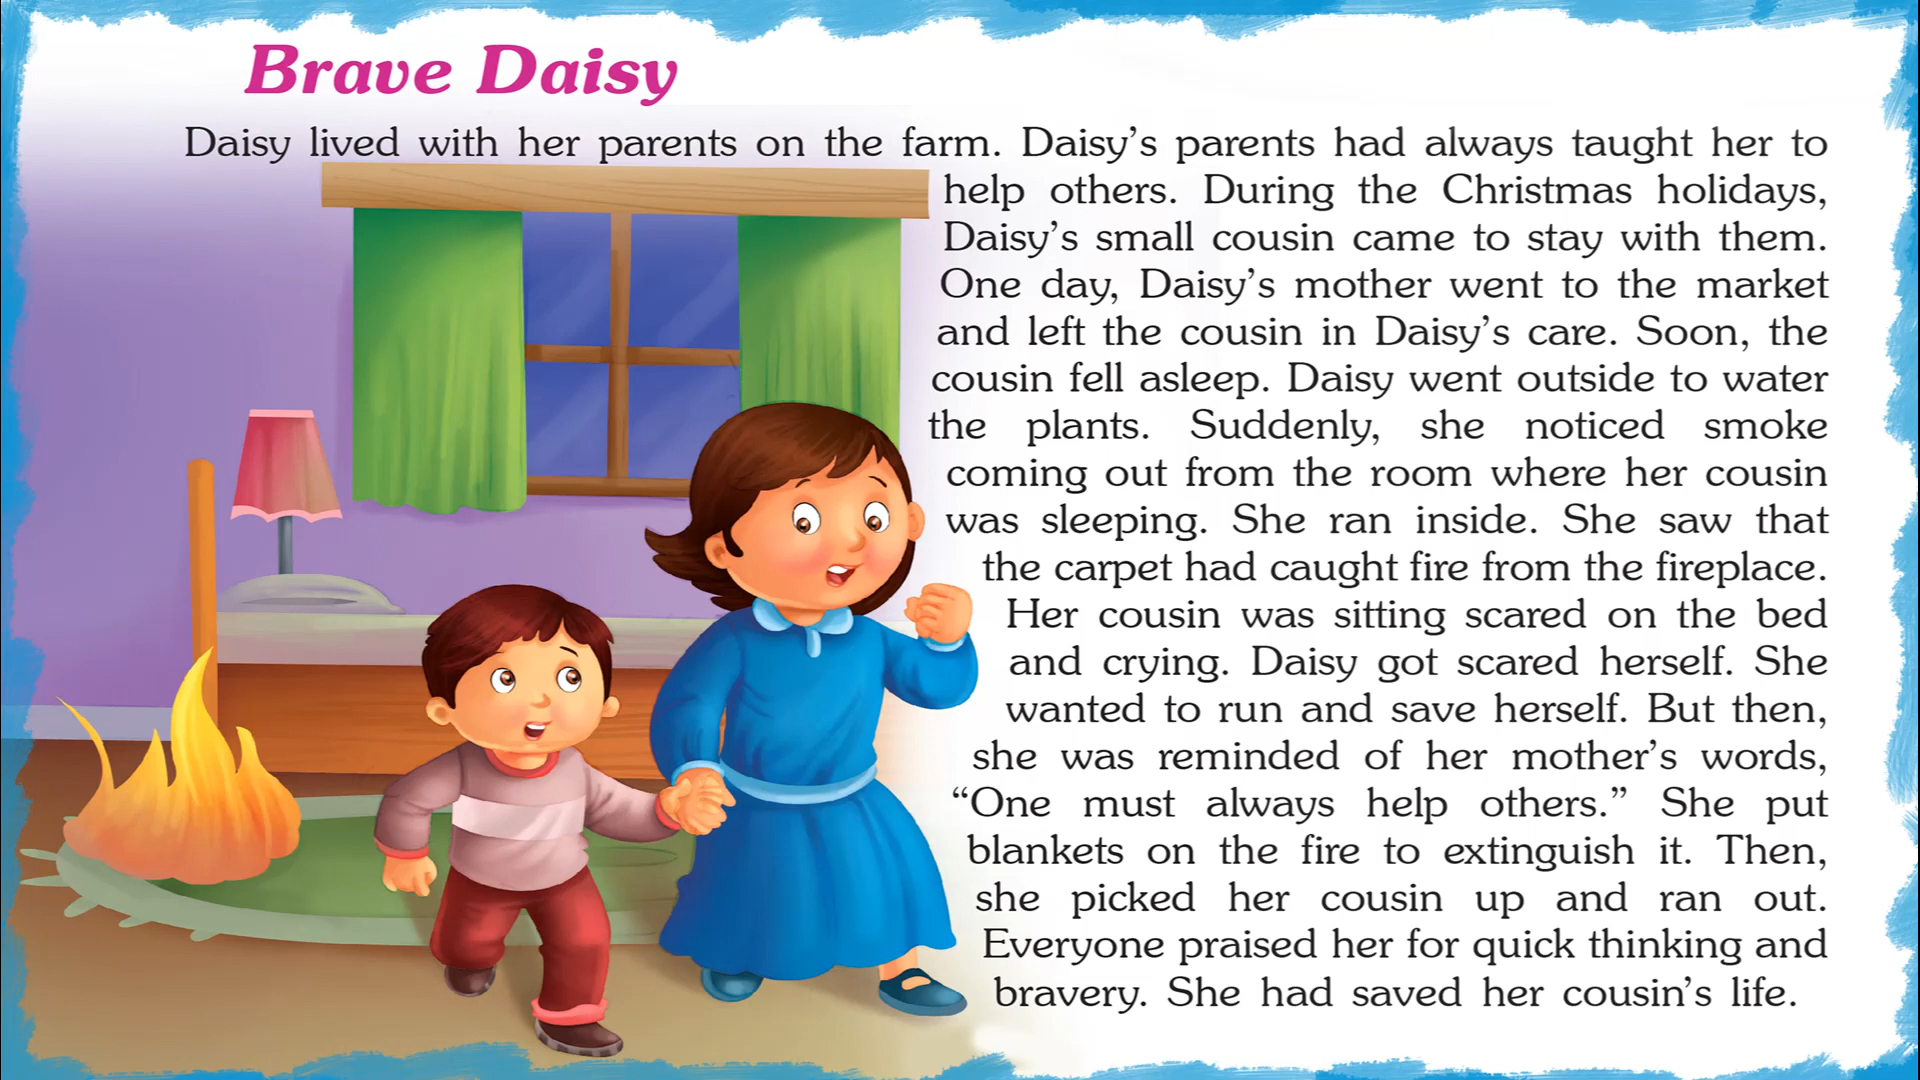 Brave Daisy
Daisy lived with her parents on the farm. Daisy’s parents had always taught her to
help others. During the Christmas holidays,
Daisy’s small cousin came to stay with them.
One day, Daisy’s mother went to the market
and left the cousin in Daisy’s care. Soon, the
cousin fell asleep. Daisy went outside to water
the plants. Suddenly, she noticed smoke
coming out from the room where her cousin
was sleeping. She ran inside. She saw that
the carpet had caught fire from the fireplace.
Her cousin was sitting scared on the bed
and crying. Daisy got scared herself. She
wanted to run and save herself. But then,
she was reminded of her mother’s words,
“One must always help others.” She put
blankets on the fire to extinguish it. Then,
she picked her cousin up and ran out.
Everyone praised her for quick thinking and
bravery. She had saved her cousin’s life.